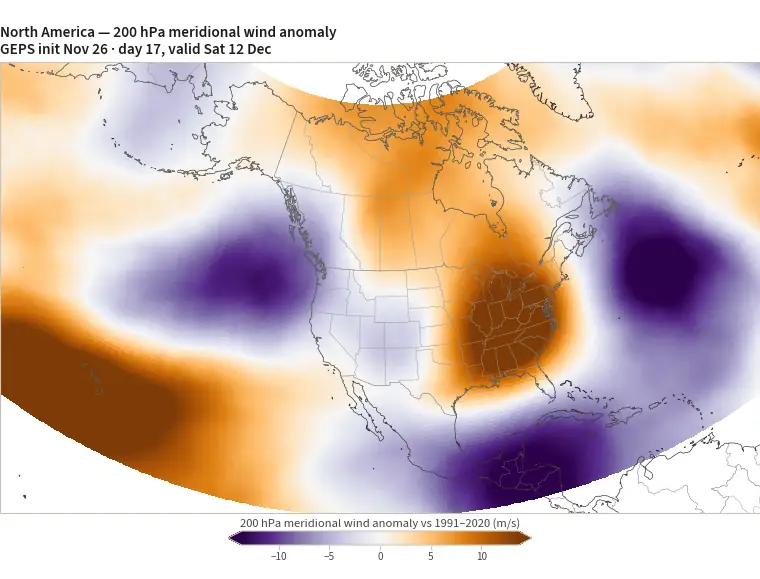 North America — 200 hPa meridional wind anomaly
GEPS init Nov 26 · day 17, valid Sat 12 Dec
200 hPa meridional wind anomaly vs 1991–2020 (m/s)
−10 −5 0 5 10